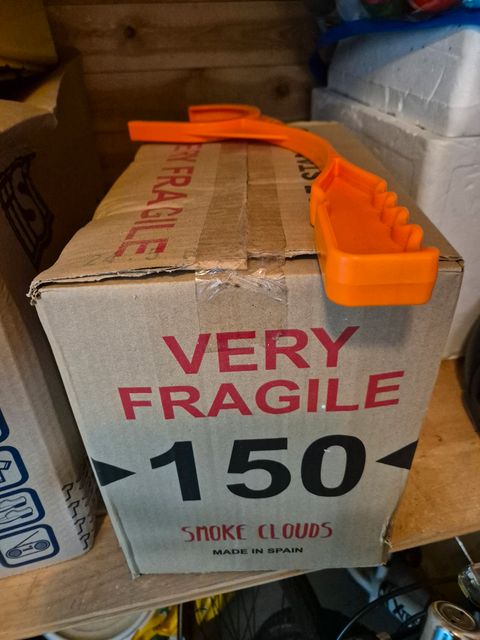 VERY FRAGILE
VERY
FRAGILE
150
SMOKE CLOUDS
MADE IN SPAIN